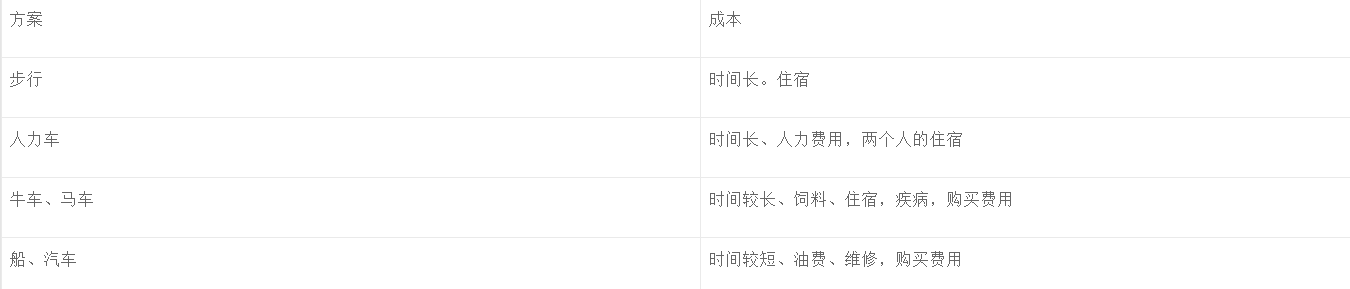 方案 成本
步行 时间长。住宿
人力车 时间长、人力费用，两个人的住宿
牛车、马车 时间较长、饲料、住宿，疾病，购买费用
船、汽车 时间较短、油费、维修，购买费用